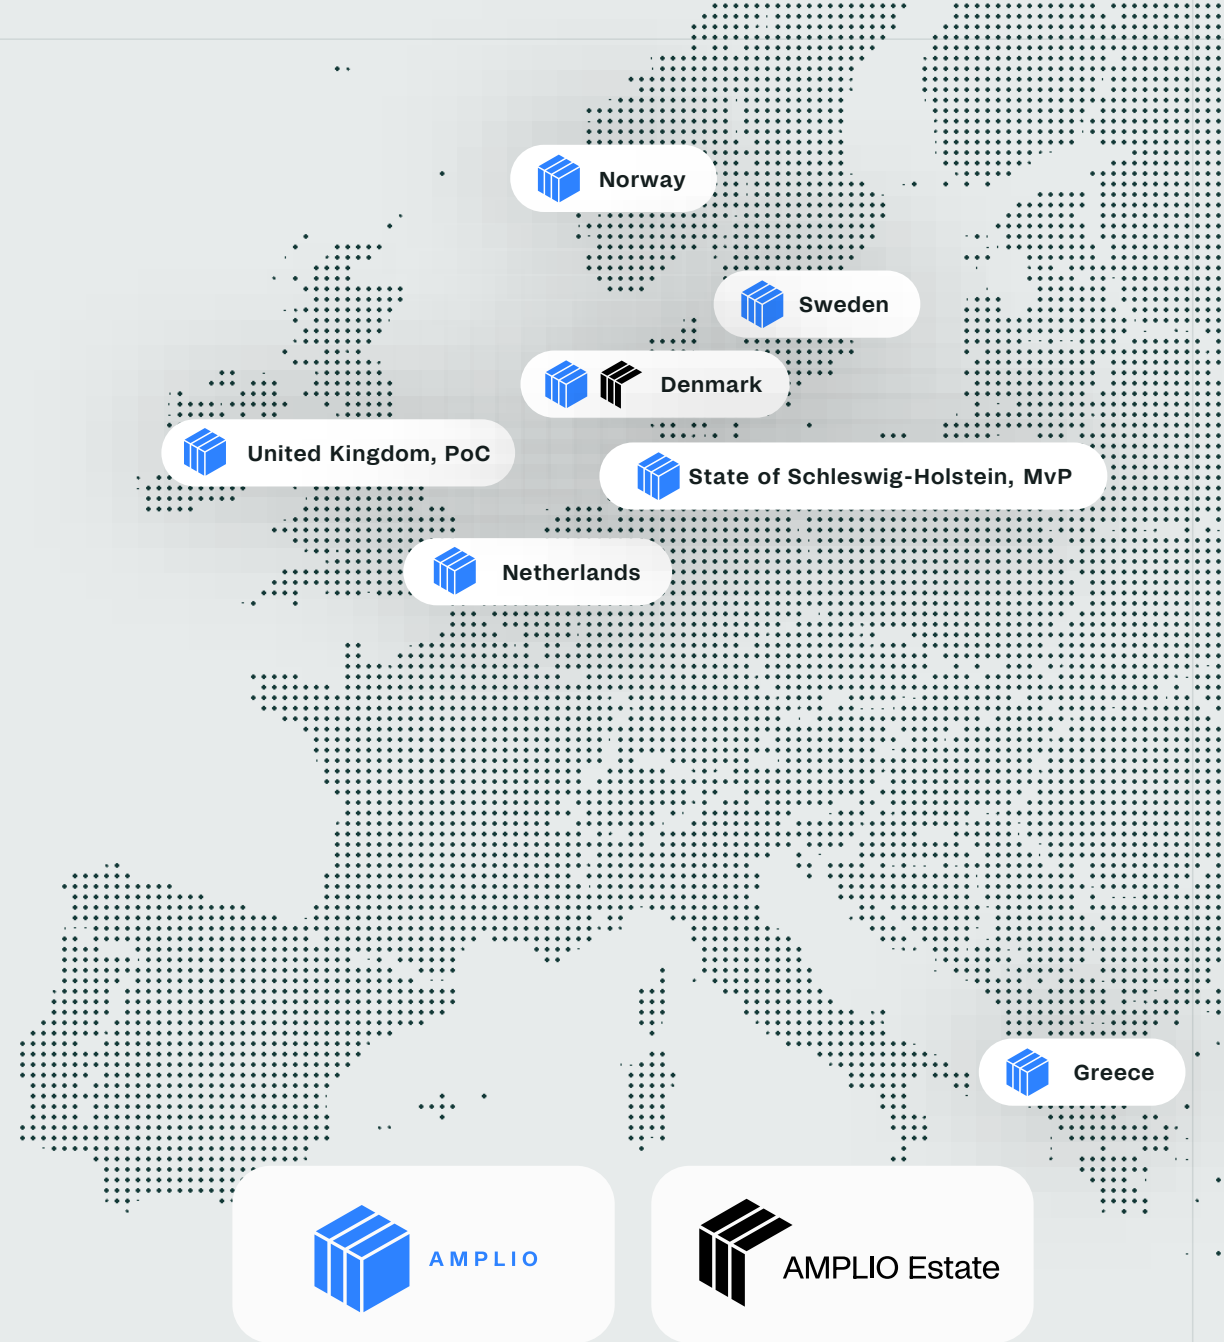 Norway
Sweden
Denmark
United Kingdom, PoC
State of Schleswig-Holstein, MvP
Netherlands
Greece
AMPLIO
AMPLIO Estate